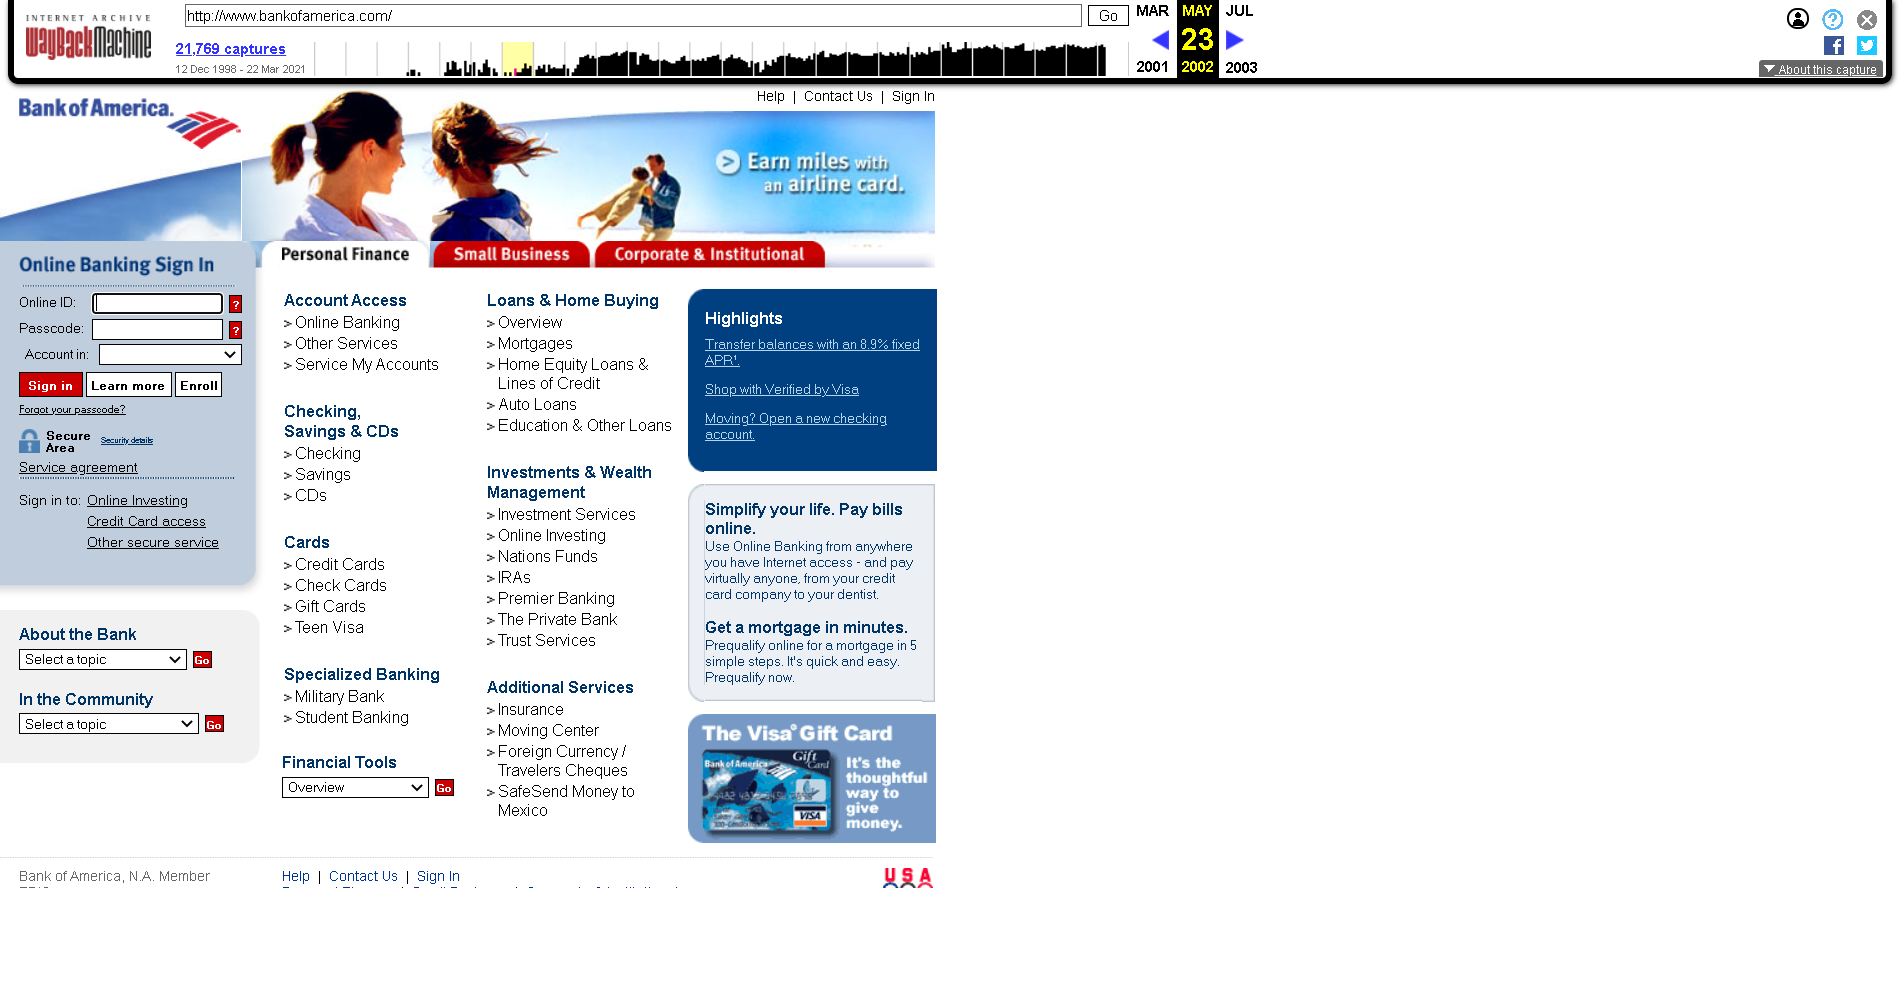 INTERNET ARCHIVE
WayBackMachine
http://www.bankofamerica.com/
Go
MAR MAY JUL
21,769 captures
23
12 Dec 1998 - 22 Mar 2021
2001 2002 2003
?
About this capture
Bank of America.
Help | Contact Us | Sign In
Earn miles with
an airline card.
Personal Finance
Small Business
Corporate & Institutional
Online Banking Sign In
Online ID:
?
Passcode:
?
Account in:
Sign in
Learn more
Enroll
Forgot your passcode?
Secure
Area
Security details
Service agreement
Sign in to: Online Investing
Credit Card access
Other secure service
About the Bank
Select a topic
Go
In the Community
Select a topic
Go
Account Access
> Online Banking
> Other Services
> Service My Accounts
Checking,
Savings & CDs
> Checking
> Savings
> CDs
Cards
> Credit Cards
> Check Cards
> Gift Cards
> Teen Visa
Specialized Banking
> Military Bank
> Student Banking
Financial Tools
Overview
Go
Loans & Home Buying
> Overview
> Mortgages
> Home Equity Loans &
Lines of Credit
> Auto Loans
> Education & Other Loans
Investments & Wealth
Management
> Investment Services
> Online Investing
> Nations Funds
> IRAs
> Premier Banking
> The Private Bank
> Trust Services
Additional Services
> Insurance
> Moving Center
> Foreign Currency /
Travelers Cheques
> SafeSend Money to
Mexico
Highlights
Transfer balances with an 8.9% fixed
APR¹.
Shop with Verified by Visa
Moving? Open a new checking
account.
Simplify your life. Pay bills
online.
Use Online Banking from anywhere
you have Internet access - and pay
virtually anyone, from your credit
card company to your dentist.
Get a mortgage in minutes.
Prequalify online for a mortgage in 5
simple steps. It's quick and easy.
Prequalify now.
The Visa® Gift Card
Bank of America
Gift
Card
VISA
It's the
thoughtful
way to
give
money.
Bank of America, N.A. Member
Help | Contact Us | Sign In
USA